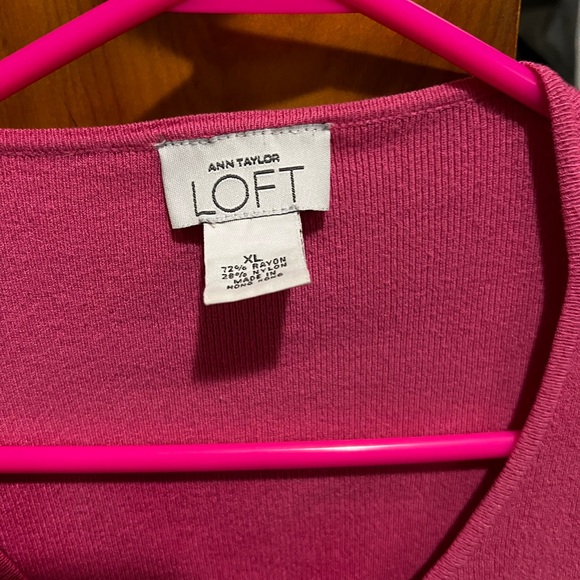 ANN TAYLOR
LOFT
XL
72% RAYON
28% NYLON
MADE IN
HONG KONG